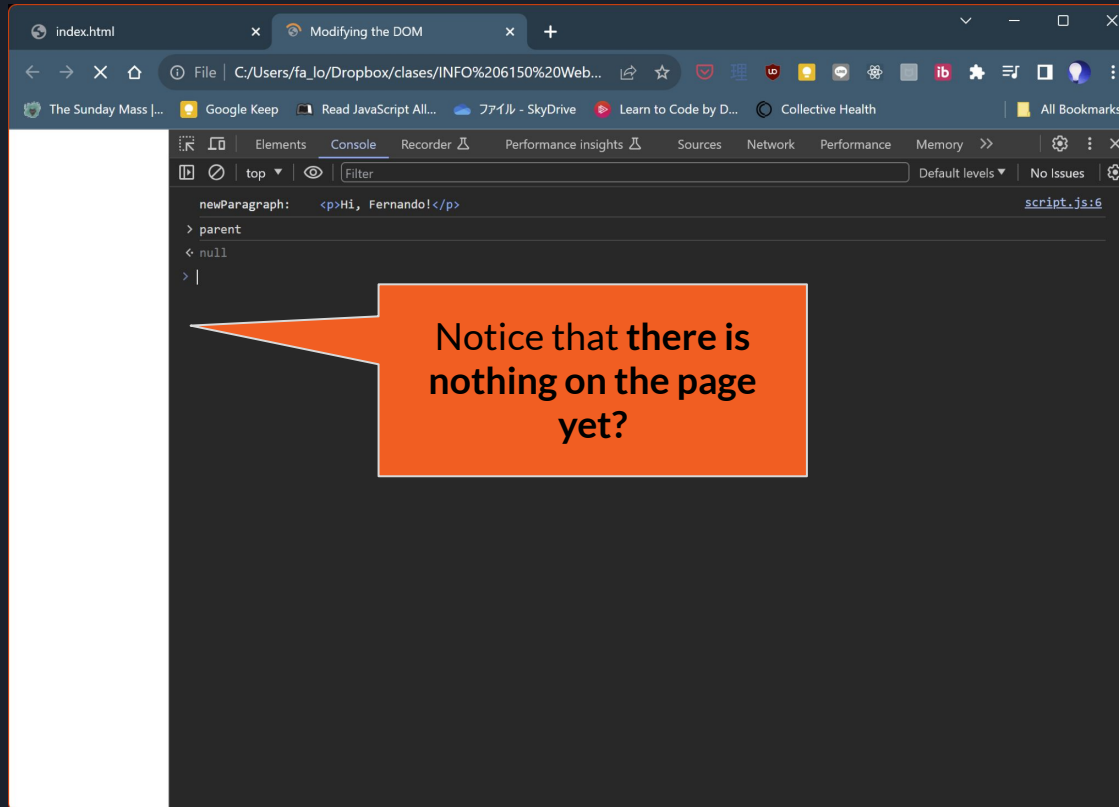 index.html
Modifying the DOM
File
C:/Users/fa_lo/Dropbox/clases/INFO%206150%20Web...
The Sunday Mass |...
Google Keep
Read JavaScript All...
ファイル - SkyDrive
Learn to Code by D...
Collective Health
All Bookmarks
Elements
Console
Recorder
Performance insights
Sources
Network
Performance
Memory
top
Filter
Default levels
No Issues
newParagraph: <p>Hi, Fernando!</p>
script.js:6
> parent
null
>
Notice that there is
nothing on the page
yet?